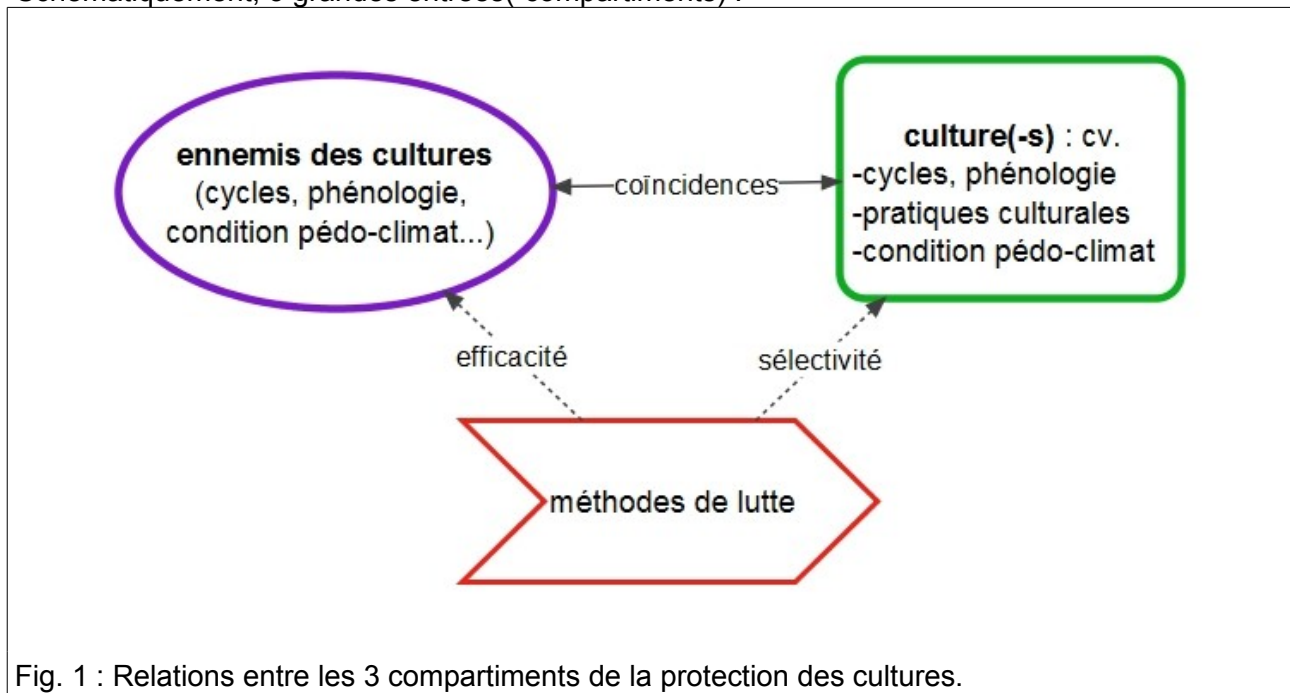 ennemis des cultures
(cycles, phénologie,
condition pédo-climat...)
coïncidences
culture(-s) : cv.
-cycles, phénologie
-pratiques culturales
-condition pédo-climat
efficacité
sélectivité
méthodes de lutte
Fig. 1 : Relations entre les 3 compartiments de la protection des cultures.